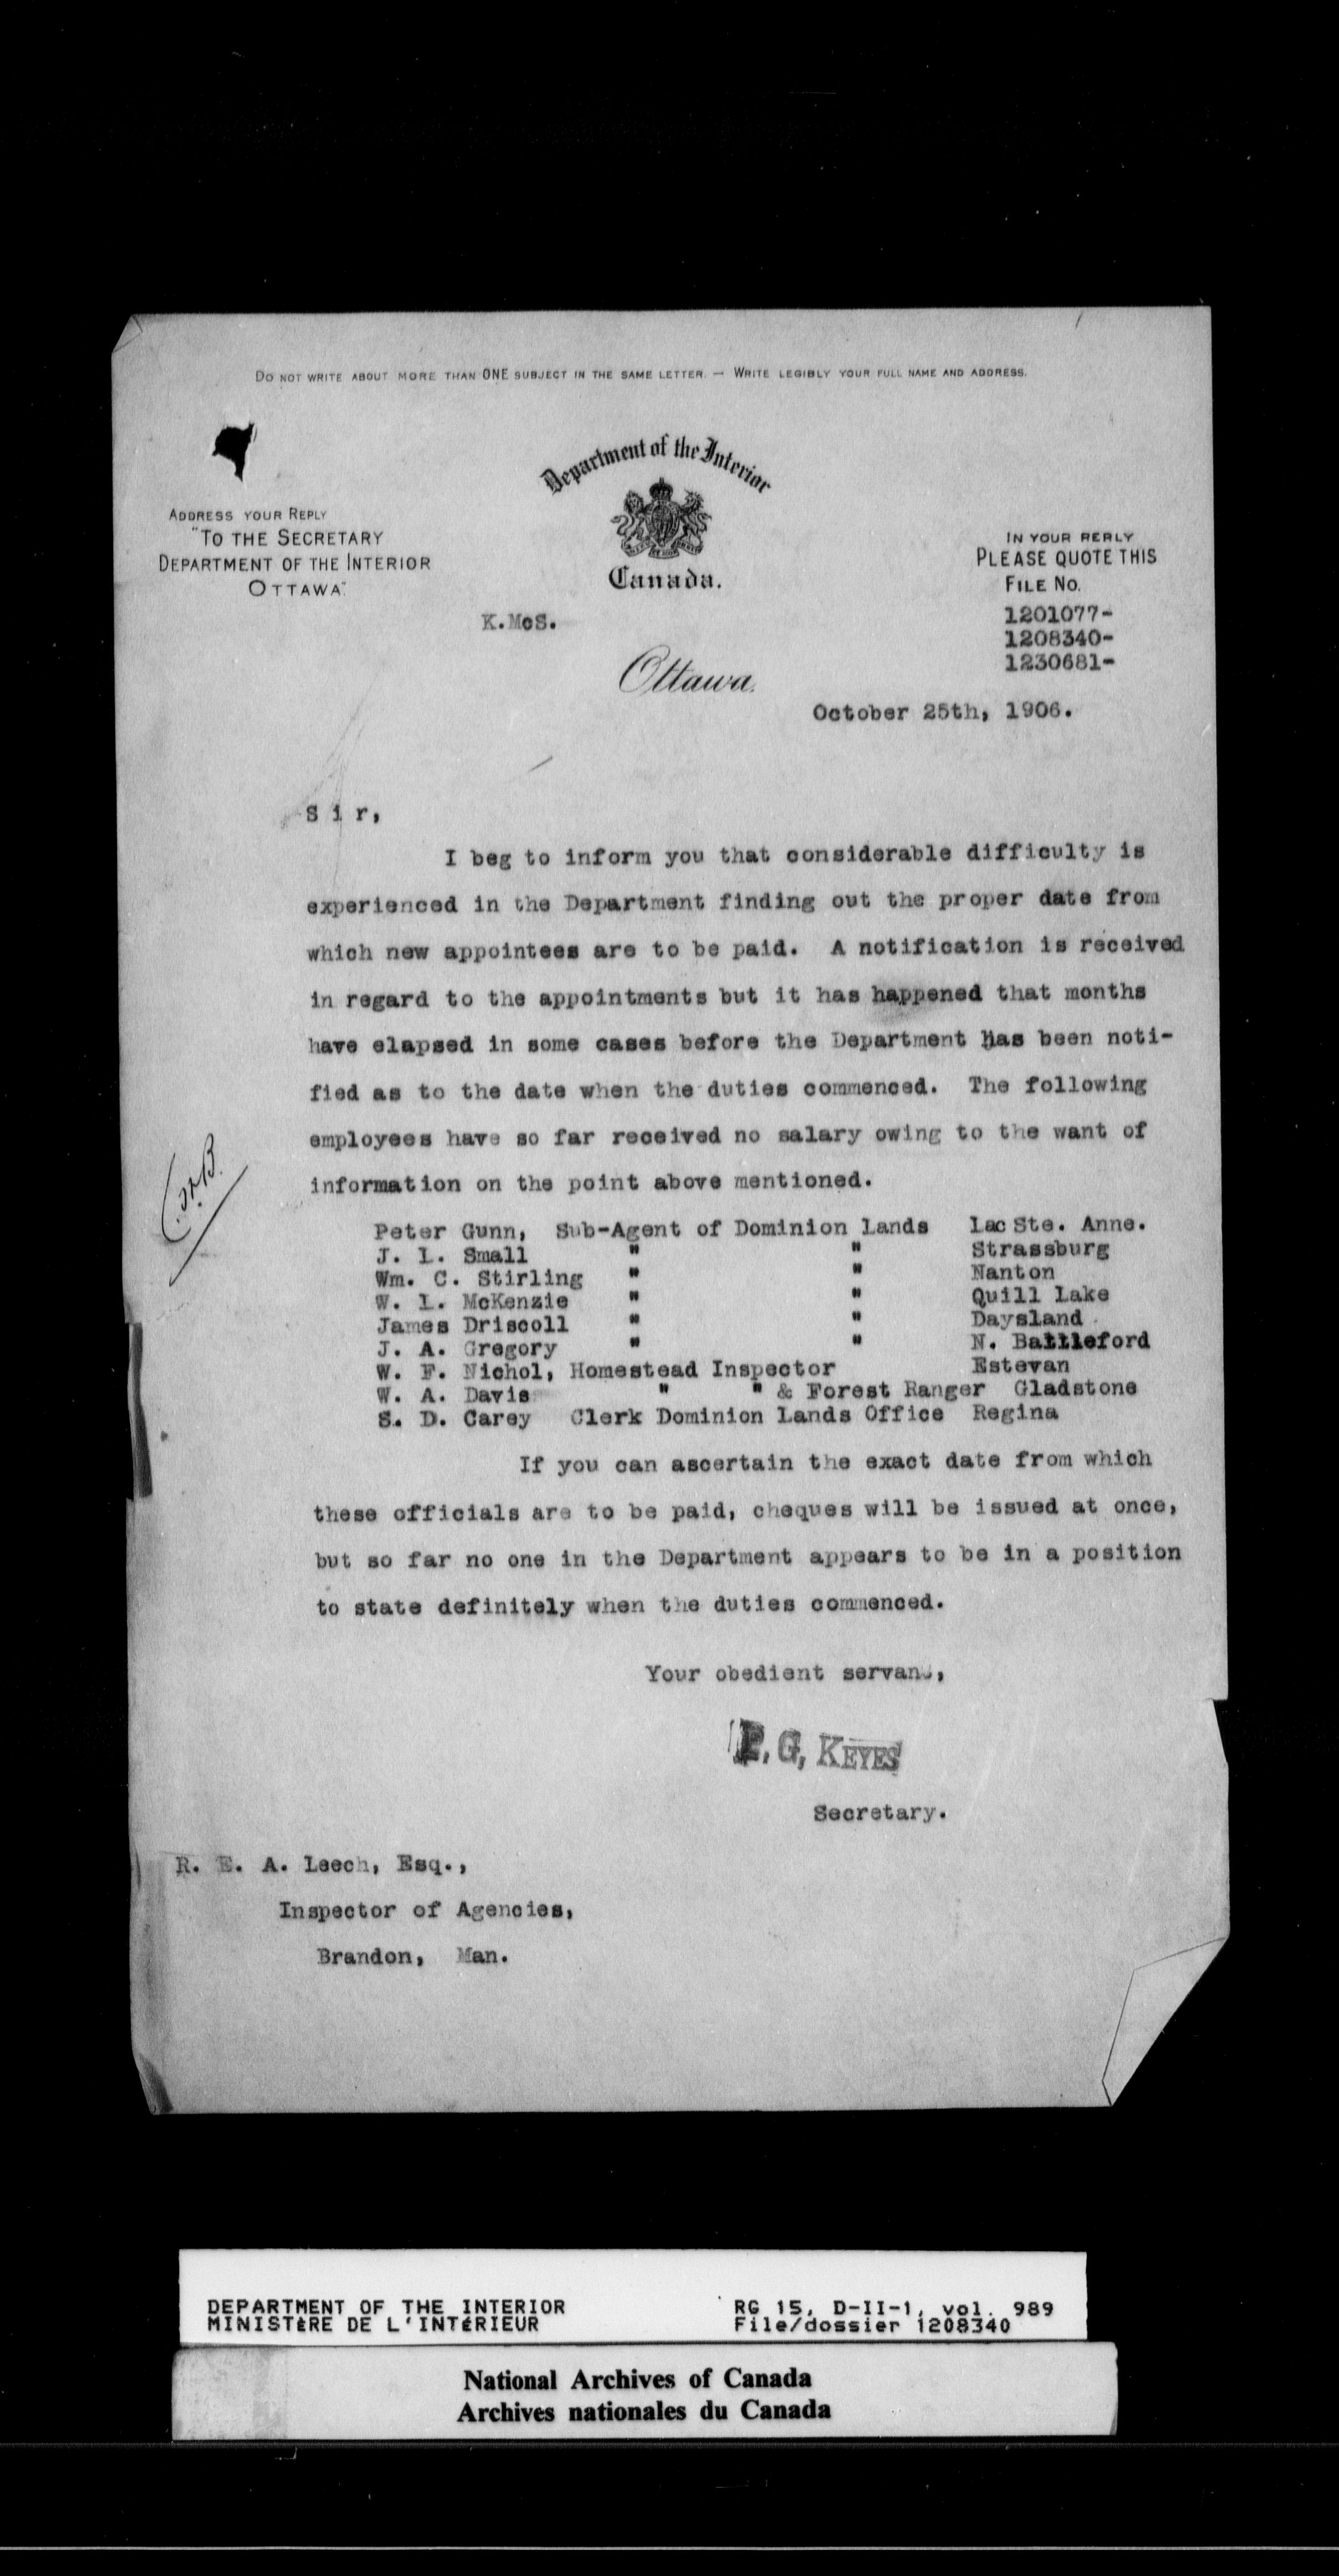 DO NOT WRITE ABOUT MORE THAN ONE SUBJECT IN THE SAME LETTER. — WRITE LEGIBLY YOUR FULL NAME AND ADDRESS.
Department of the Interior
Canada.
ADDRESS YOUR REPLY
"TO THE SECRETARY
DEPARTMENT OF THE INTERIOR
OTTAWA."
IN YOUR REPLY
PLEASE QUOTE THIS
FILE NO.
1201077-
1208340-
1230681-
K.McS.
Ottawa.
October 25th, 1906.
S i r,
I beg to inform you that considerable difficulty is
experienced in the Department finding out the proper date from
which new appointees are to be paid. A notification is received
in regard to the appointments but it has happened that months
have elapsed in some cases before the Department has been noti-
fied as to the date when the duties commenced. The following
employees have so far received no salary owing to the want of
information on the point above mentioned.
Peter Gunn, Sub-Agent of Dominion Lands Lac Ste. Anne.
J. L. Small " " Strassburg
Wm. C. Stirling " " Nanton
W. L. McKenzie " " Quill Lake
James Driscoll " " Daysland
J. A. Gregory " " N. Battleford
W. F. Nichol, Homestead Inspector Estevan
W. A. Davis " " & Forest Ranger Gladstone
S. D. Carey Clerk Dominion Lands Office Regina
If you can ascertain the exact date from which
these officials are to be paid, cheques will be issued at once,
but so far no one in the Department appears to be in a position
to state definitely when the duties commenced.
Your obedient servant,
P. G. KEYES
Secretary.
R. E. A. Leech, Esq.,
Inspector of Agencies,
Brandon, Man.
DEPARTMENT OF THE INTERIOR RG 15, D-II-1, vol. 989
MINISTÈRE DE L'INTÉRIEUR File/dossier 1208340
National Archives of Canada
Archives nationales du Canada